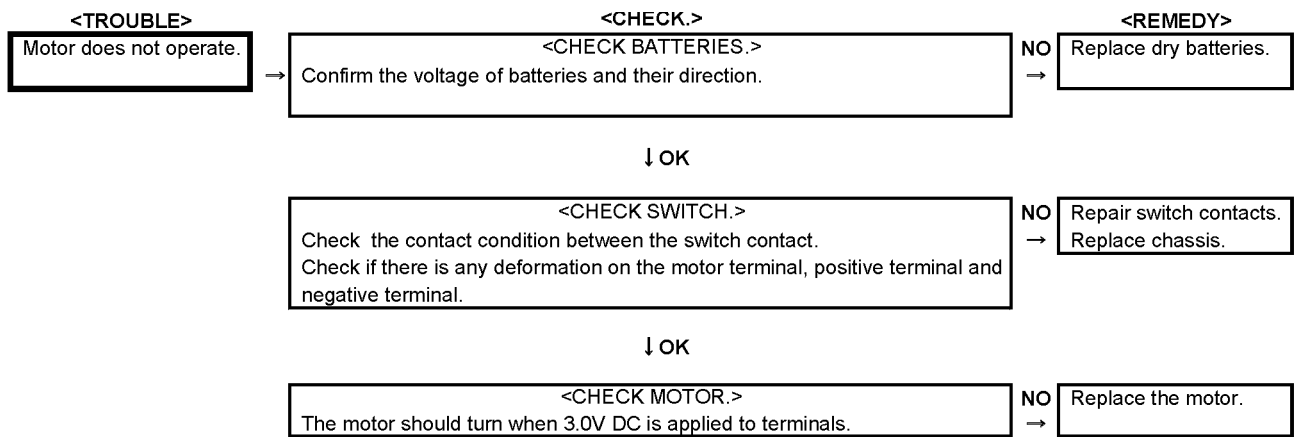 <TROUBLE>
<CHECK.>
<REMEDY>
Motor does not operate.
→
<CHECK BATTERIES.>
Confirm the voltage of batteries and their direction.
NO
→
Replace dry batteries.
↓OK
<CHECK SWITCH.>
Check  the contact condition between the switch contact.
Check if there is any deformation on the motor terminal, positive terminal and
negative terminal.
NO
→
Repair switch contacts.
Replace chassis.
↓OK
<CHECK MOTOR.>
The motor should turn when 3.0V DC is applied to terminals.
NO
→
Replace the motor.